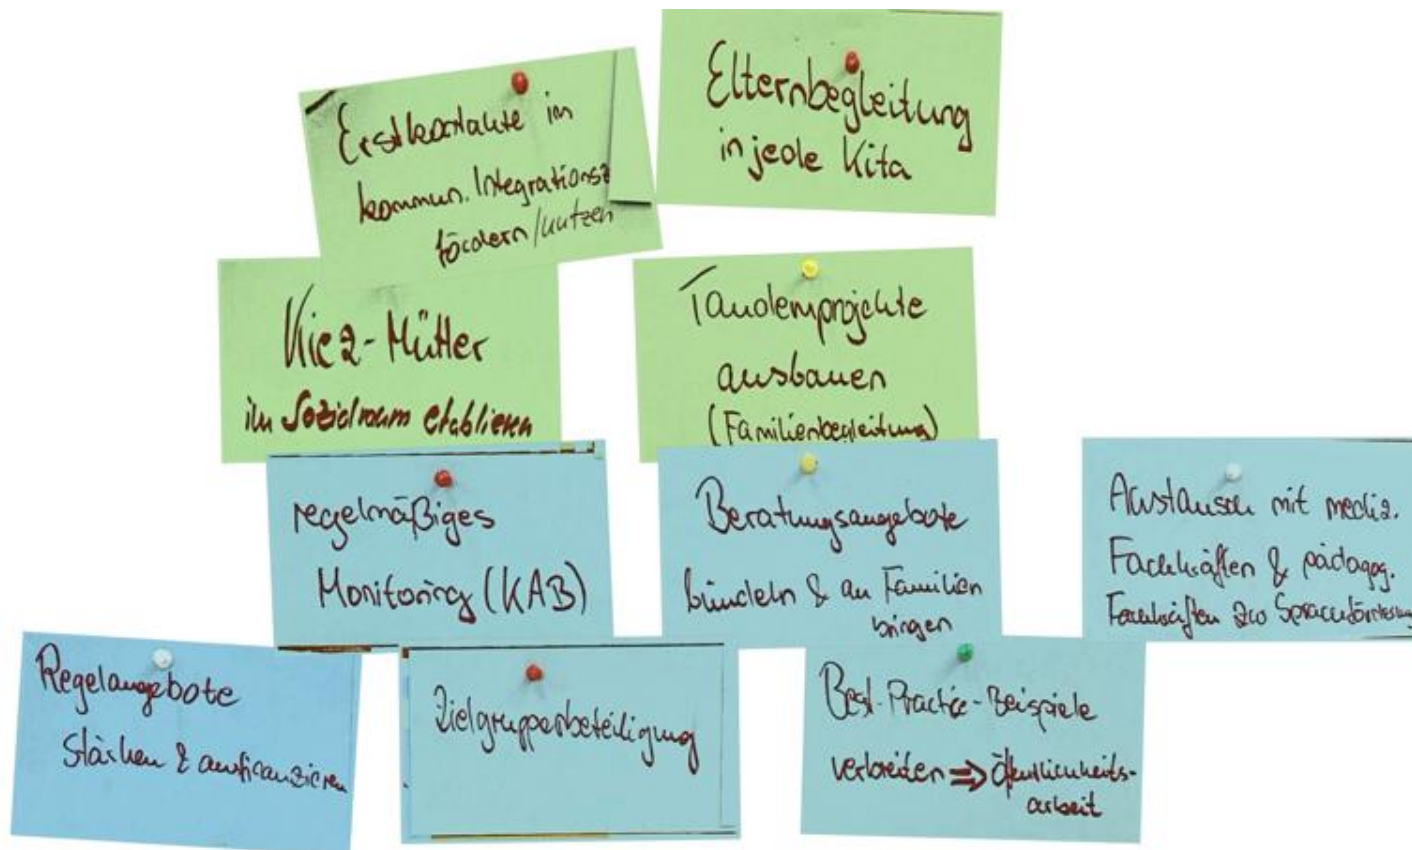 Erstkontakte im
kommun. Integrationsz
fördern/nutzen
Elternbegleitung
in jede Kita
Kiez-Mütter
im Sozialraum etablieren
Tandemprojekte
ausbauen
(Familienbegleitung)
regelmäßiges
Monitoring (KAB)
Beratungsangebote
bündeln & an Familien
bringen
Austausch mit mediz.
Fachkräften & pädagog.
Fachkräften zur Sprachförderung
Regelangebote
stärken & ausfinanzieren
Zielgruppenbeteiligung
Best-Practice-Beispiele
verbreiten ⇒ Öffentlichkeits-
arbeit